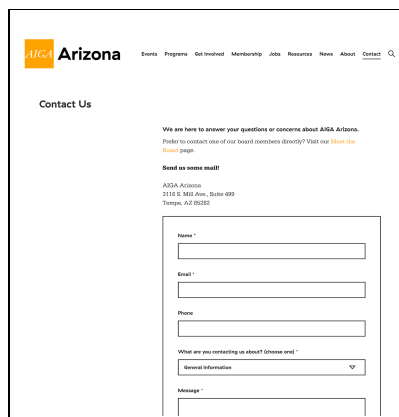 AIGA Arizona
Events Programs Get Involved Membership Jobs Resources News About Contact
Contact Us
We are here to answer your questions or concerns about AIGA Arizona.
Prefer to contact one of our board members directly? Visit our Meet the
Board page.
Send us some mail!
AIGA Arizona
2116 S. Mill Ave., Suite 499
Tempe, AZ 85282
Name *
Email *
Phone
What are you contacting us about? (choose one) *
General Information
Message *